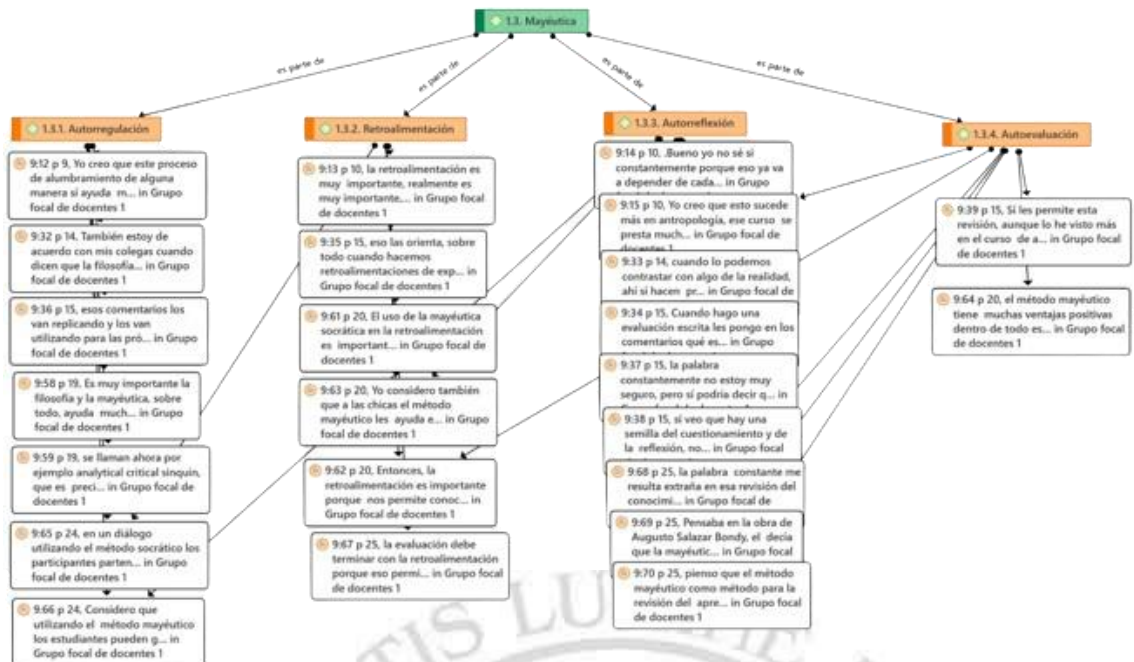 1.3. Mayéutica
es parte de
es parte de
es parte de
es parte de
1.3.1. Autorregulación
9:12 p 9, Yo creo que este proceso
de alumbramiento de alguna
manera sí ayuda m... in Grupo
focal de docentes 1
9:32 p 14, También estoy de
acuerdo con mis colegas cuando
dicen que la filosofía... in Grupo
focal de docentes 1
9:36 p 15, esos comentarios los
van replicando y los van
utilizando para las pró... in Grupo
focal de docentes 1
9:58 p 19, Es muy importante la
filosofía y la mayéutica, sobre
todo, ayuda much... in Grupo
focal de docentes 1
9:59 p 19, se llaman ahora por
ejemplo analytical critical sinquin,
que es preci... in Grupo focal de
docentes 1
9:65 p 24, en un diálogo
utilizando el método socrático los
participantes parten... in Grupo
focal de docentes 1
9:66 p 24, Considero que
utilizando el método mayéutico
los estudiantes pueden g... in
Grupo focal de docentes 1
1.3.2. Retroalimentación
9:13 p 10, la retroalimentación es
muy importante, realmente es
muy importante,... in Grupo focal
de docentes 1
9:35 p 15, eso las orienta, sobre
todo cuando hacemos
retroalimentaciones de exp... in
Grupo focal de docentes 1
9:61 p 20, El uso de la mayéutica
socrática en la retroalimentación
es important... in Grupo focal de
docentes 1
9:63 p 20, Yo considero también
que a las chicas el método
mayéutico les ayuda e... in Grupo
focal de docentes 1
9:62 p 20, Entonces, la
retroalimentación es importante
porque nos permite conoc... in
Grupo focal de docentes 1
9:67 p 25, la evaluación debe
terminar con la retroalimentación
porque eso permi... in Grupo focal
de docentes 1
1.3.3. Autorreflexión
9:14 p 10, .Bueno yo no sé si
constantemente porque eso ya va
a depender de cada... in Grupo
9:15 p 10, Yo creo que esto sucede
más en antropología, ese curso se
presta much... in Grupo focal de
docentes 1
9:33 p 14, cuando lo podemos
contrastar con algo de la realidad,
ahí sí hacen pr... in Grupo focal de
9:34 p 15, Cuando hago una
evaluación escrita les pongo en los
comentarios qué es... in Grupo
9:37 p 15, la palabra
constantemente no estoy muy
seguro, pero sí podría decir q... in
9:38 p 15, sí veo que hay una
semilla del cuestionamiento y de
la reflexión, no... in Grupo focal
9:68 p 25, la palabra constante me
resulta extraña en esa revisión del
conocimi... in Grupo focal de
9:69 p 25, Pensaba en la obra de
Augusto Salazar Bondy, el decía
que la mayéutic... in Grupo focal
9:70 p 25, pienso que el método
mayéutico como método para la
revisión del apre... in Grupo focal
de docentes 1
1.3.4. Autoevaluación
9:39 p 15, Sí les permite esta
revisión, aunque lo he visto más
en el curso de a... in Grupo focal
de docentes 1
9:64 p 20, el método mayéutico
tiene muchas ventajas positivas
dentro de todo es... in Grupo focal
de docentes 1